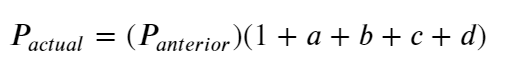 P_actual = (P_anterior)(1 + a + b + c + d)